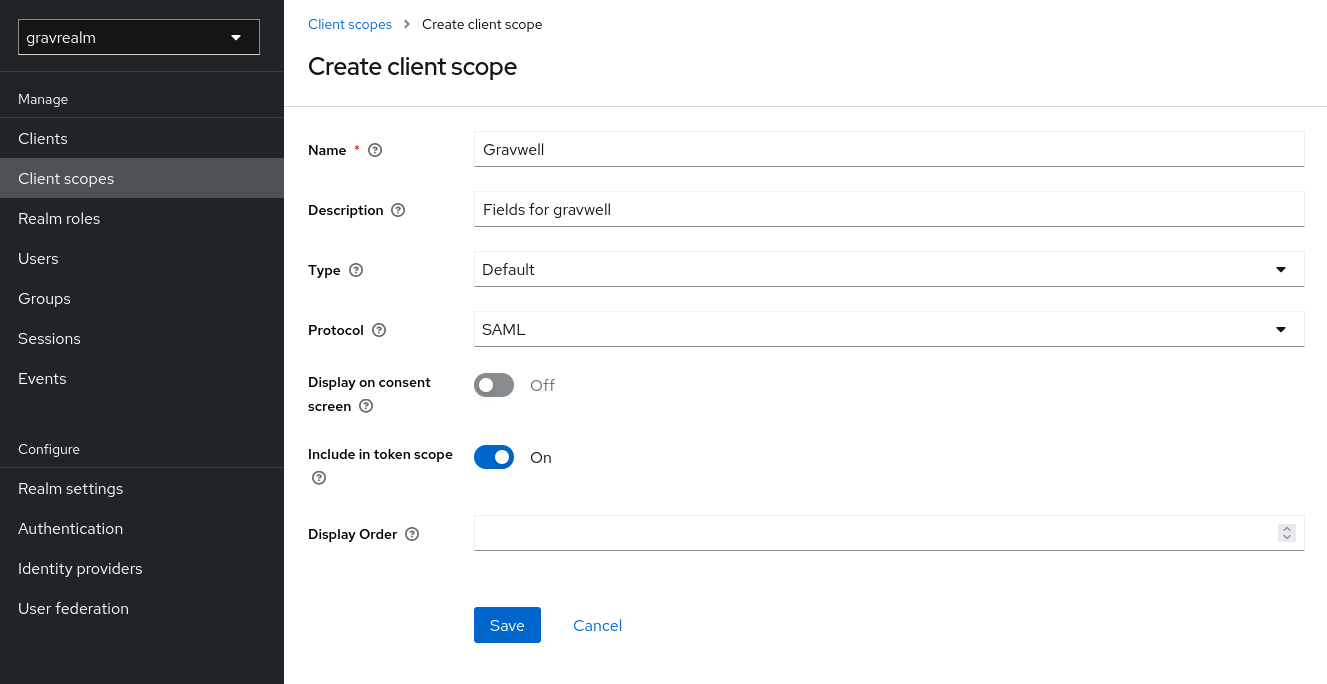 gravrealm
Manage
Clients
Client scopes
Realm roles
Users
Groups
Sessions
Events
Configure
Realm settings
Authentication
Identity providers
User federation
Client scopes > Create client scope
Create client scope
Name * ?
Gravwell
Description ?
Fields for gravwell
Type ?
Default
Protocol ?
SAML
Display on consent
screen ?
Off
Include in token scope
?
On
Display Order ?
Save Cancel